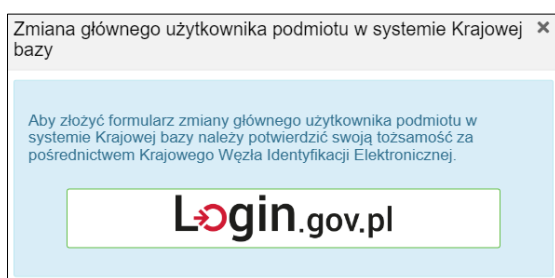 Zmiana głównego użytkownika podmiotu w systemie Krajowej ×
bazy
Aby złożyć formularz zmiany głównego użytkownika podmiotu w
systemie Krajowej bazy należy potwierdzić swoją tożsamość za
pośrednictwem Krajowego Węzła Identyfikacji Elektronicznej.
Login.gov.pl